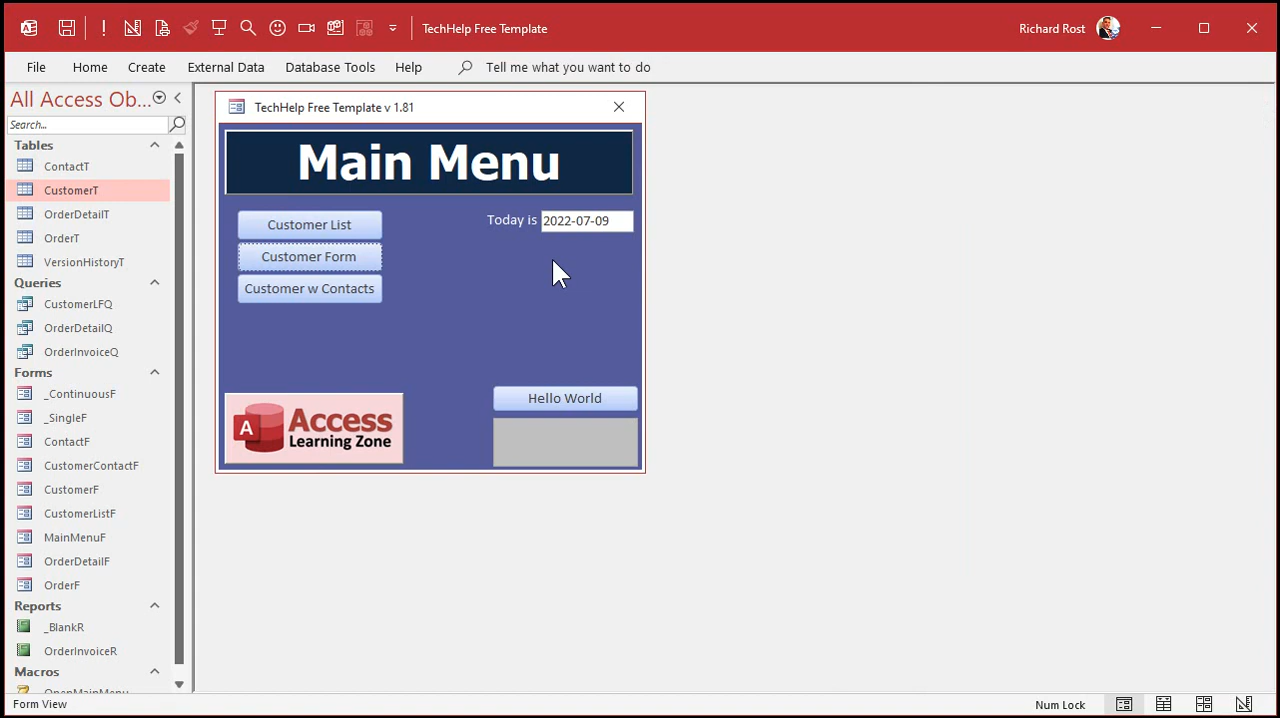 TechHelp Free Template
Richard Rost
File Home Create External Data Database Tools Help Tell me what you want to do
All Access Ob...
Search...
Tables
ContactT
CustomerT
OrderDetailT
OrderT
VersionHistoryT
Queries
CustomerLFQ
OrderDetailQ
OrderInvoiceQ
Forms
_ContinuousF
_SingleF
ContactF
CustomerContactF
CustomerF
CustomerListF
MainMenuF
OrderDetailF
OrderF
Reports
_BlankR
OrderInvoiceR
Macros
OpenMainMenu
TechHelp Free Template v 1.81
Main Menu
Customer List
Customer Form
Customer w Contacts
Today is 2022-07-09
Hello World
A Access
Learning Zone
Form View
Num Lock